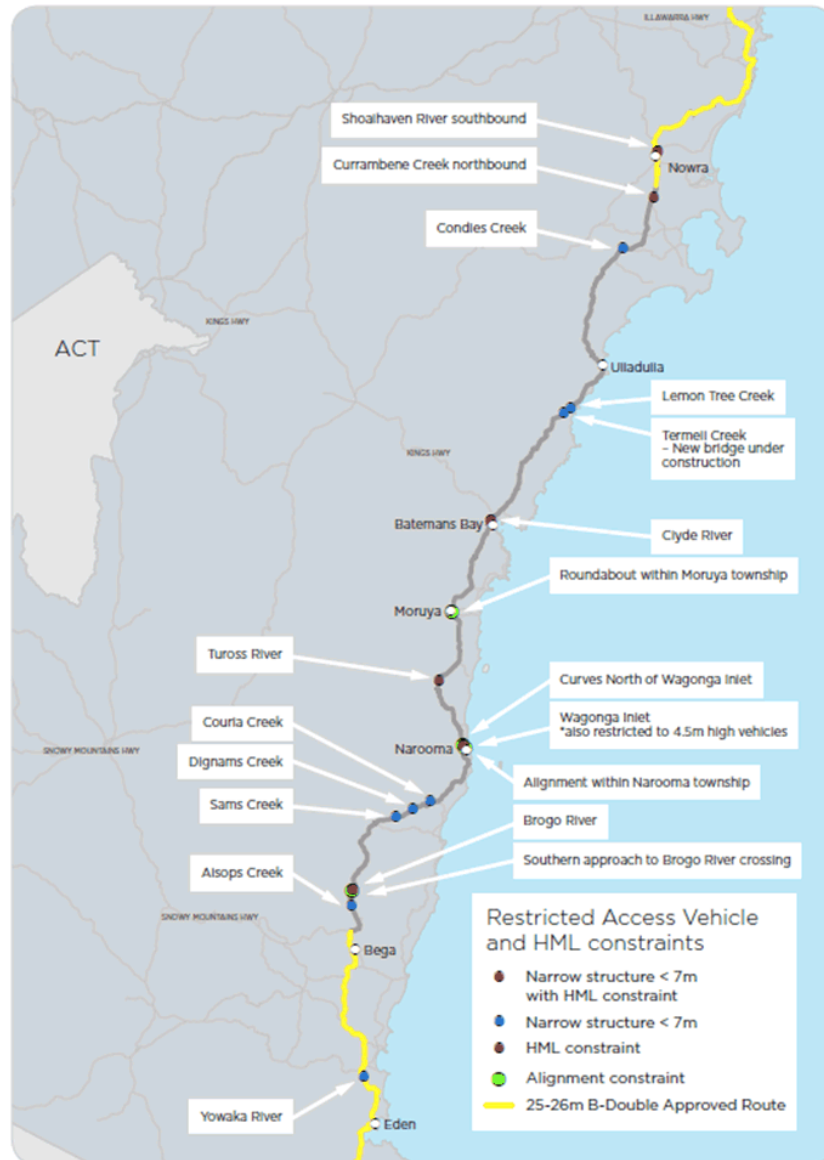 ILLAWARRA HWY
Shoalhaven River southbound
Nowra
Currambene Creek northbound
Condies Creek
KINGS HWY
ACT
Ulladulla
Lemon Tree Creek
Termeil Creek
– New bridge under
construction
KINGS HWY
Batemans Bay
Clyde River
Roundabout within Moruya township
Moruya
Tuross River
Curves North of Wagonga Inlet
Couria Creek
Wagonga Inlet
*also restricted to 4.5m high vehicles
SNOWY MOUNTAINS HWY
Narooma
Dignams Creek
Alignment within Narooma township
Sams Creek
Brogo River
Southern approach to Brogo River crossing
Alsops Creek
SNOWY MOUNTAINS HWY
Bega
Restricted Access Vehicle
and HML constraints
Narrow structure < 7m
with HML constraint
Narrow structure < 7m
HML constraint
Alignment constraint
25-26m B-Double Approved Route
Yowaka River
Eden